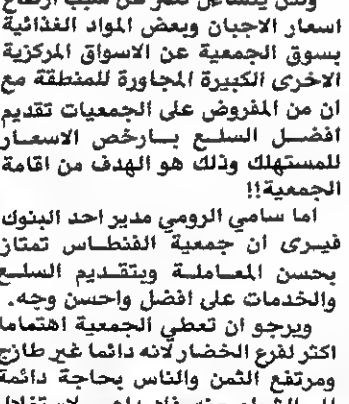 اسعار الاجبان وبعض المواد الغذائية
بسوق الجمعية عن الاسواق المركزية
الاخرى الكبيرة المجاورة للمنطقة مع
ان من المفروض على الجمعيات تقديم
افضل السلع بارخص الاسعار
للمستهلك وذلك هو الهدف من اقامة
الجمعية!!
اما سامي الرومي مدير احد البنوك
فيرى ان جمعية الفنطاس تمتاز
بحسن المعاملة وبتقديم السلع
والخدمات على افضل واحسن وجه.
ويرجو ان تعطي الجمعية اهتماما
اكثر لفرع الخضار لأنه دائما غير طازج
ومرتفع الثمن والناس بحاجة دائمة